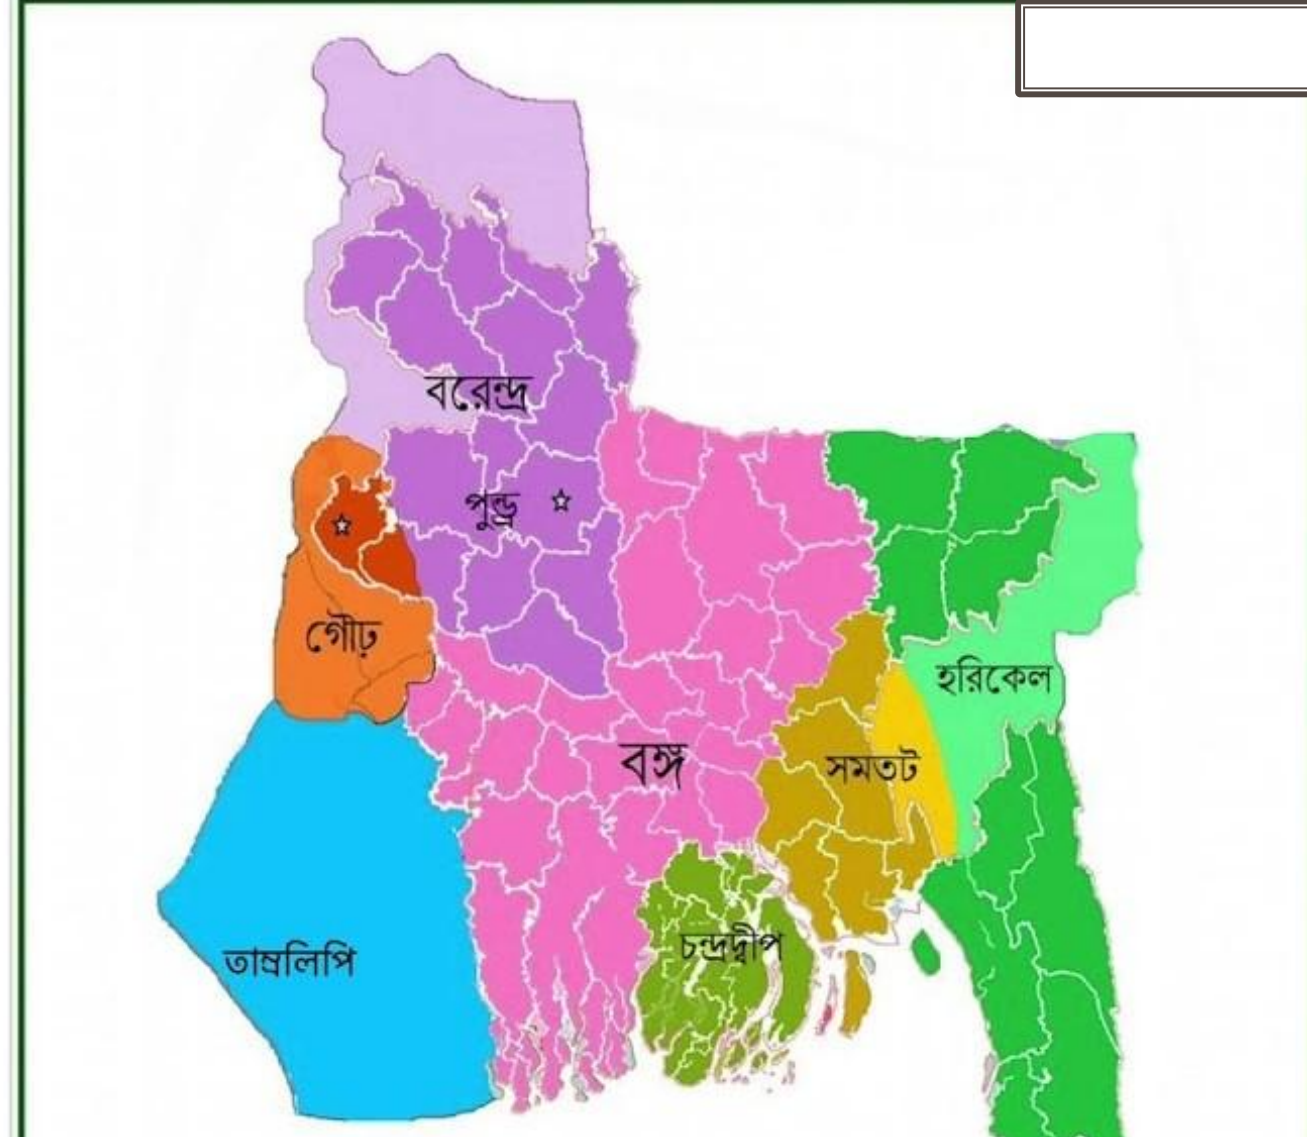 বরেন্দ্র
পুন্ড্র
গৌঢ়
হরিকেল
বঙ্গ
সমতট
চন্দ্রদ্বীপ
তাম্রলিপি